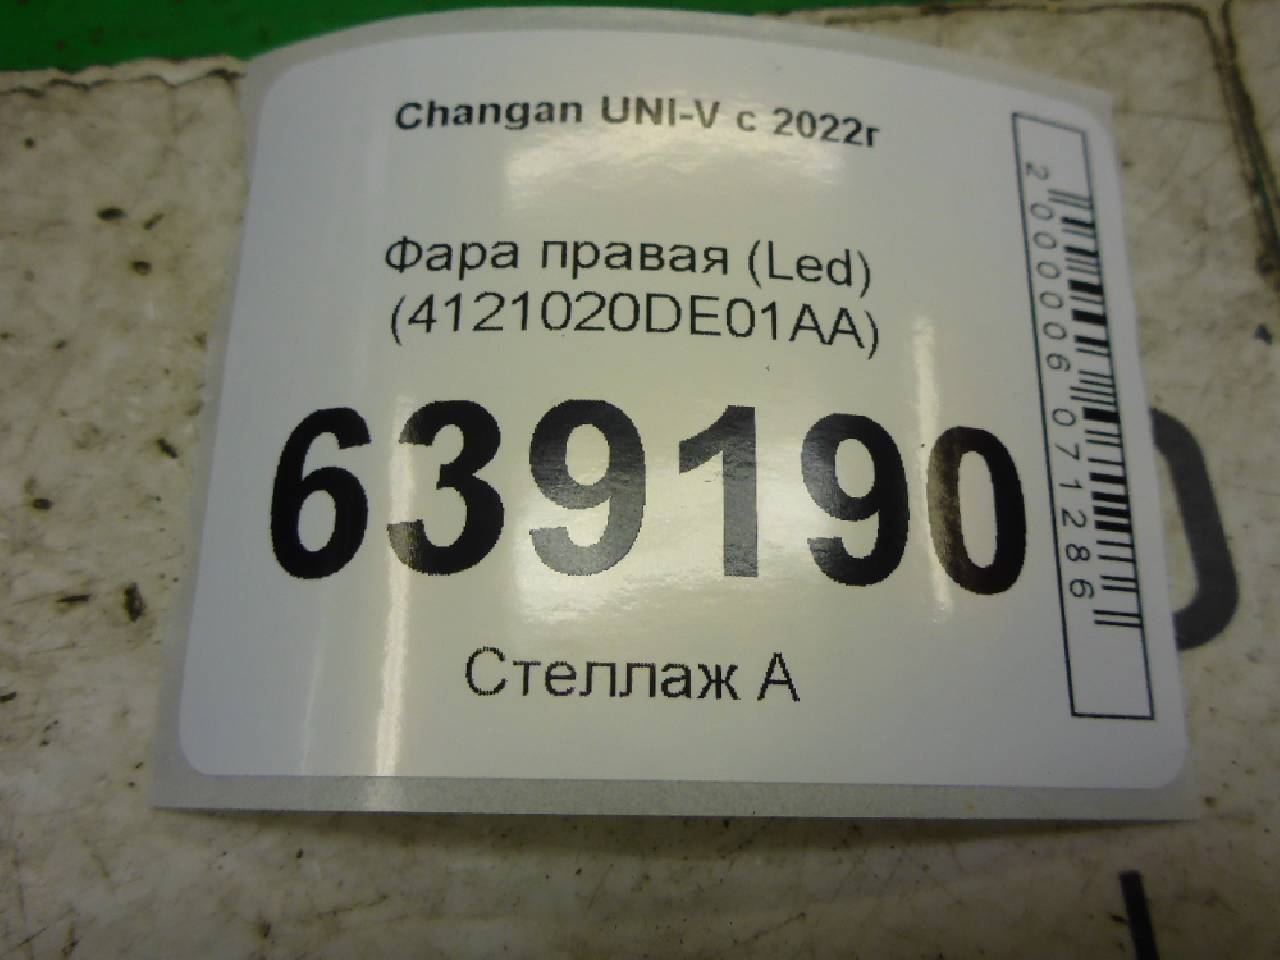 Changan UNI-V с 2022г
Фара правая (Led)
(4121020DE01AA)
639190
Стеллаж А
2000006071286